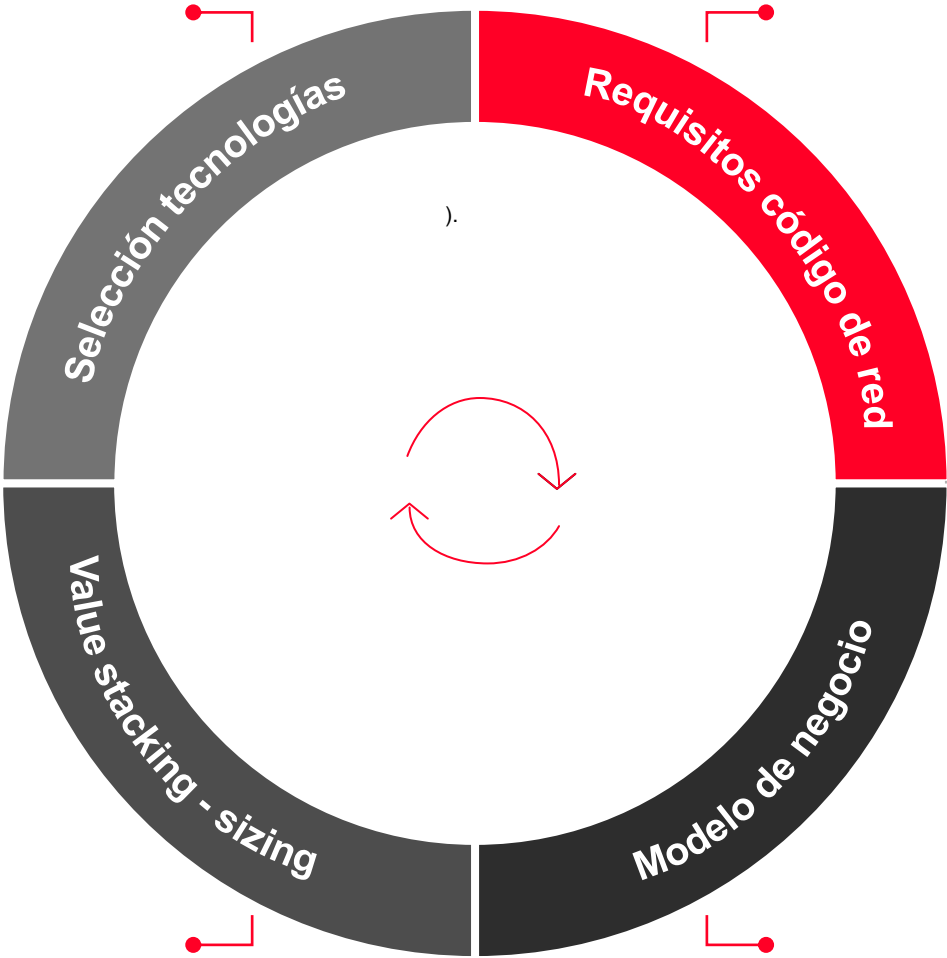 Selección tecnologías
Requisitos código de red
).
Value stacking - sizing
Modelo de negocio